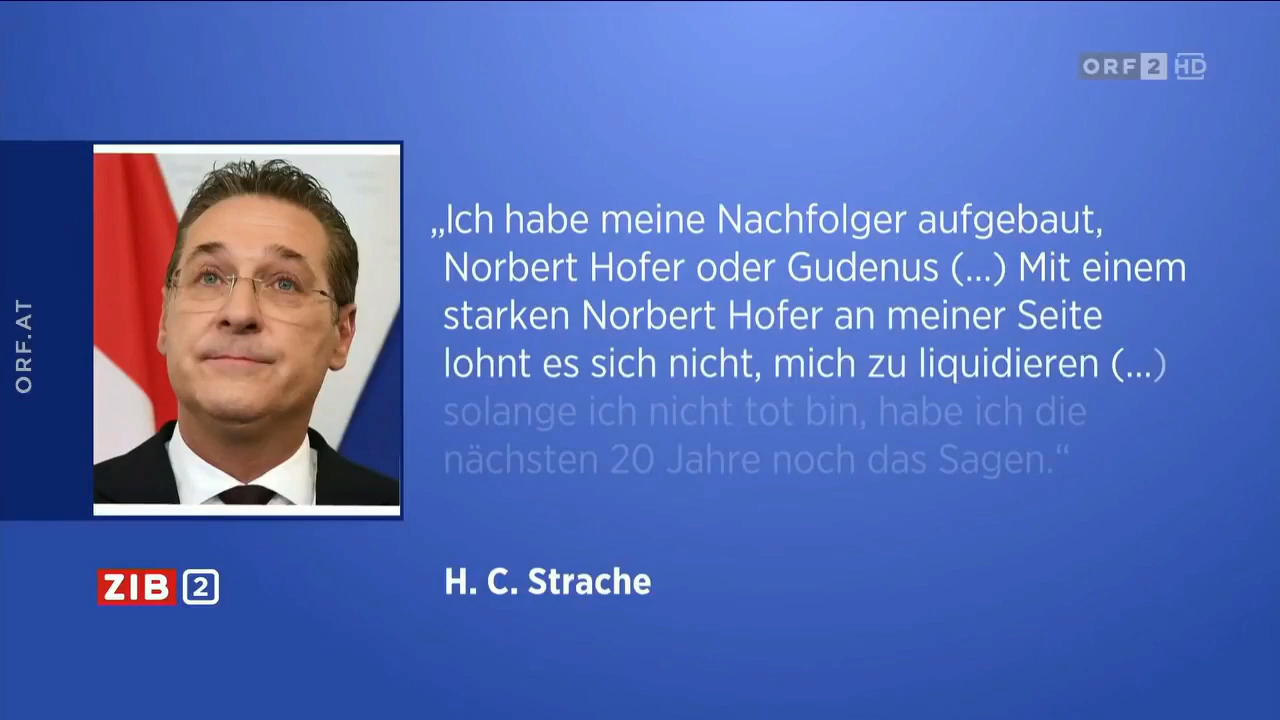 ORF 2 HD
ORF.AT
„Ich habe meine Nachfolger aufgebaut,
Norbert Hofer oder Gudenus (...) Mit einem
starken Norbert Hofer an meiner Seite
lohnt es sich nicht, mich zu liquidieren (...)
solange ich nicht tot bin, habe ich die
nächsten 20 Jahre noch das Sagen.“
H. C. Strache
ZIB 2